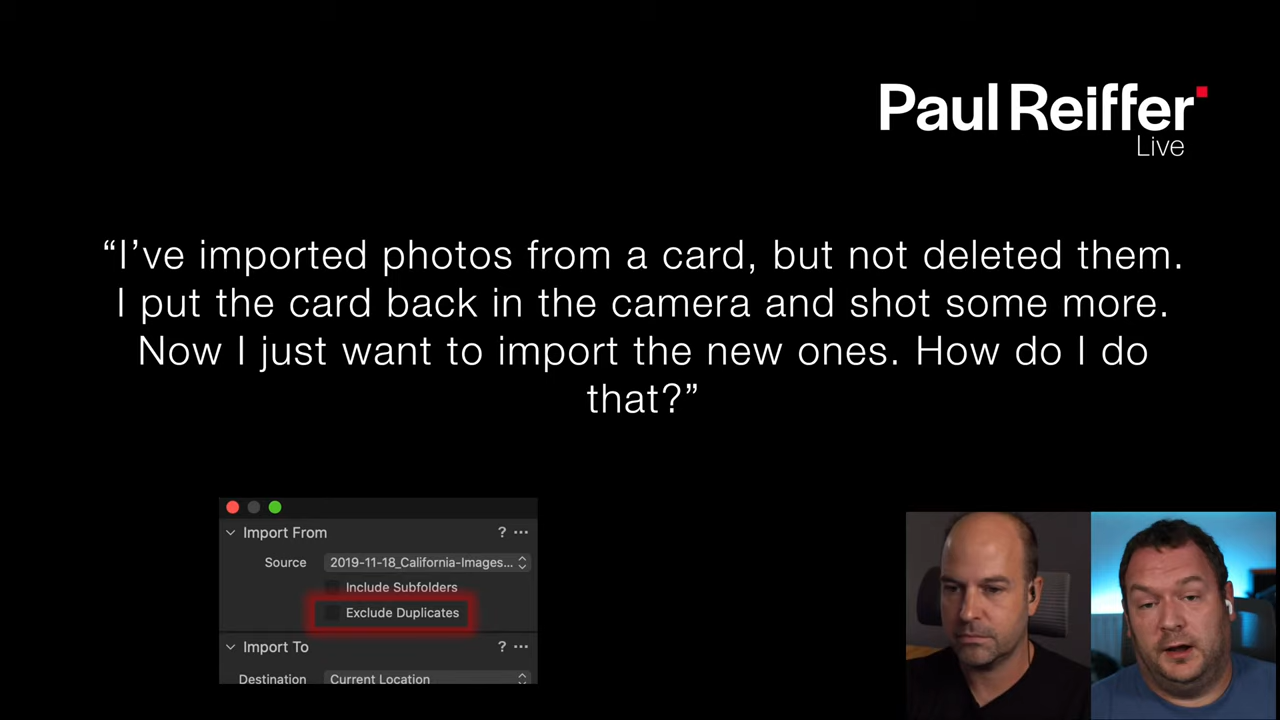 Paul Reiffer
Live
“I’ve imported photos from a card, but not deleted them.
I put the card back in the camera and shot some more.
Now I just want to import the new ones. How do I do
that?”
Import From ? ...
Source 2019-11-18_California-Images...
Include Subfolders
Exclude Duplicates
Import To ? ...
Destination Current Location